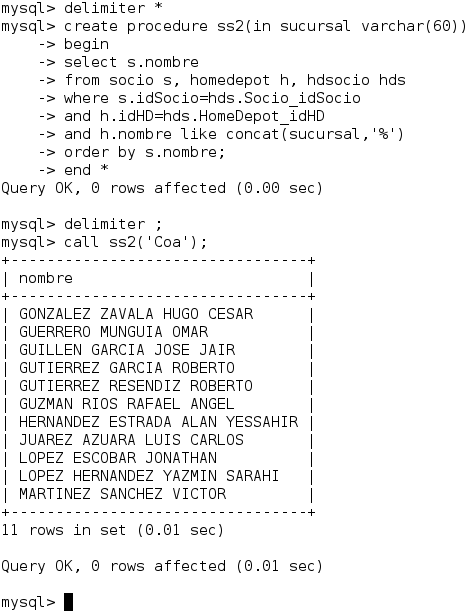 mysql> delimiter *
mysql> create procedure ss2(in sucursal varchar(60))
    -> begin
    -> select s.nombre
    -> from socio s, homedepot h, hdsocio hds
    -> where s.idSocio=hds.Socio_idSocio
    -> and h.idHD=hds.HomeDepot_idHD
    -> and h.nombre like concat(sucursal,'%')
    -> order by s.nombre;
    -> end *
Query OK, 0 rows affected (0.00 sec)

mysql> delimiter ;
mysql> call ss2('Coa');
+---------------------------------+
| nombre                          |
+---------------------------------+
| GONZALEZ ZAVALA HUGO CESAR      |
| GUERRERO MUNGUIA OMAR           |
| GUILLEN GARCIA JOSE JAIR        |
| GUTIERREZ GARCIA ROBERTO        |
| GUTIERREZ RESENDIZ ROBERTO      |
| GUZMAN RIOS RAFAEL ANGEL        |
| HERNANDEZ ESTRADA ALAN YESSAHIR |
| JUAREZ AZUARA LUIS CARLOS       |
| LOPEZ ESCOBAR JONATHAN          |
| LOPEZ HERNANDEZ YAZMIN SARAHI   |
| MARTINEZ SANCHEZ VICTOR         |
+---------------------------------+
11 rows in set (0.01 sec)

Query OK, 0 rows affected (0.01 sec)

mysql>